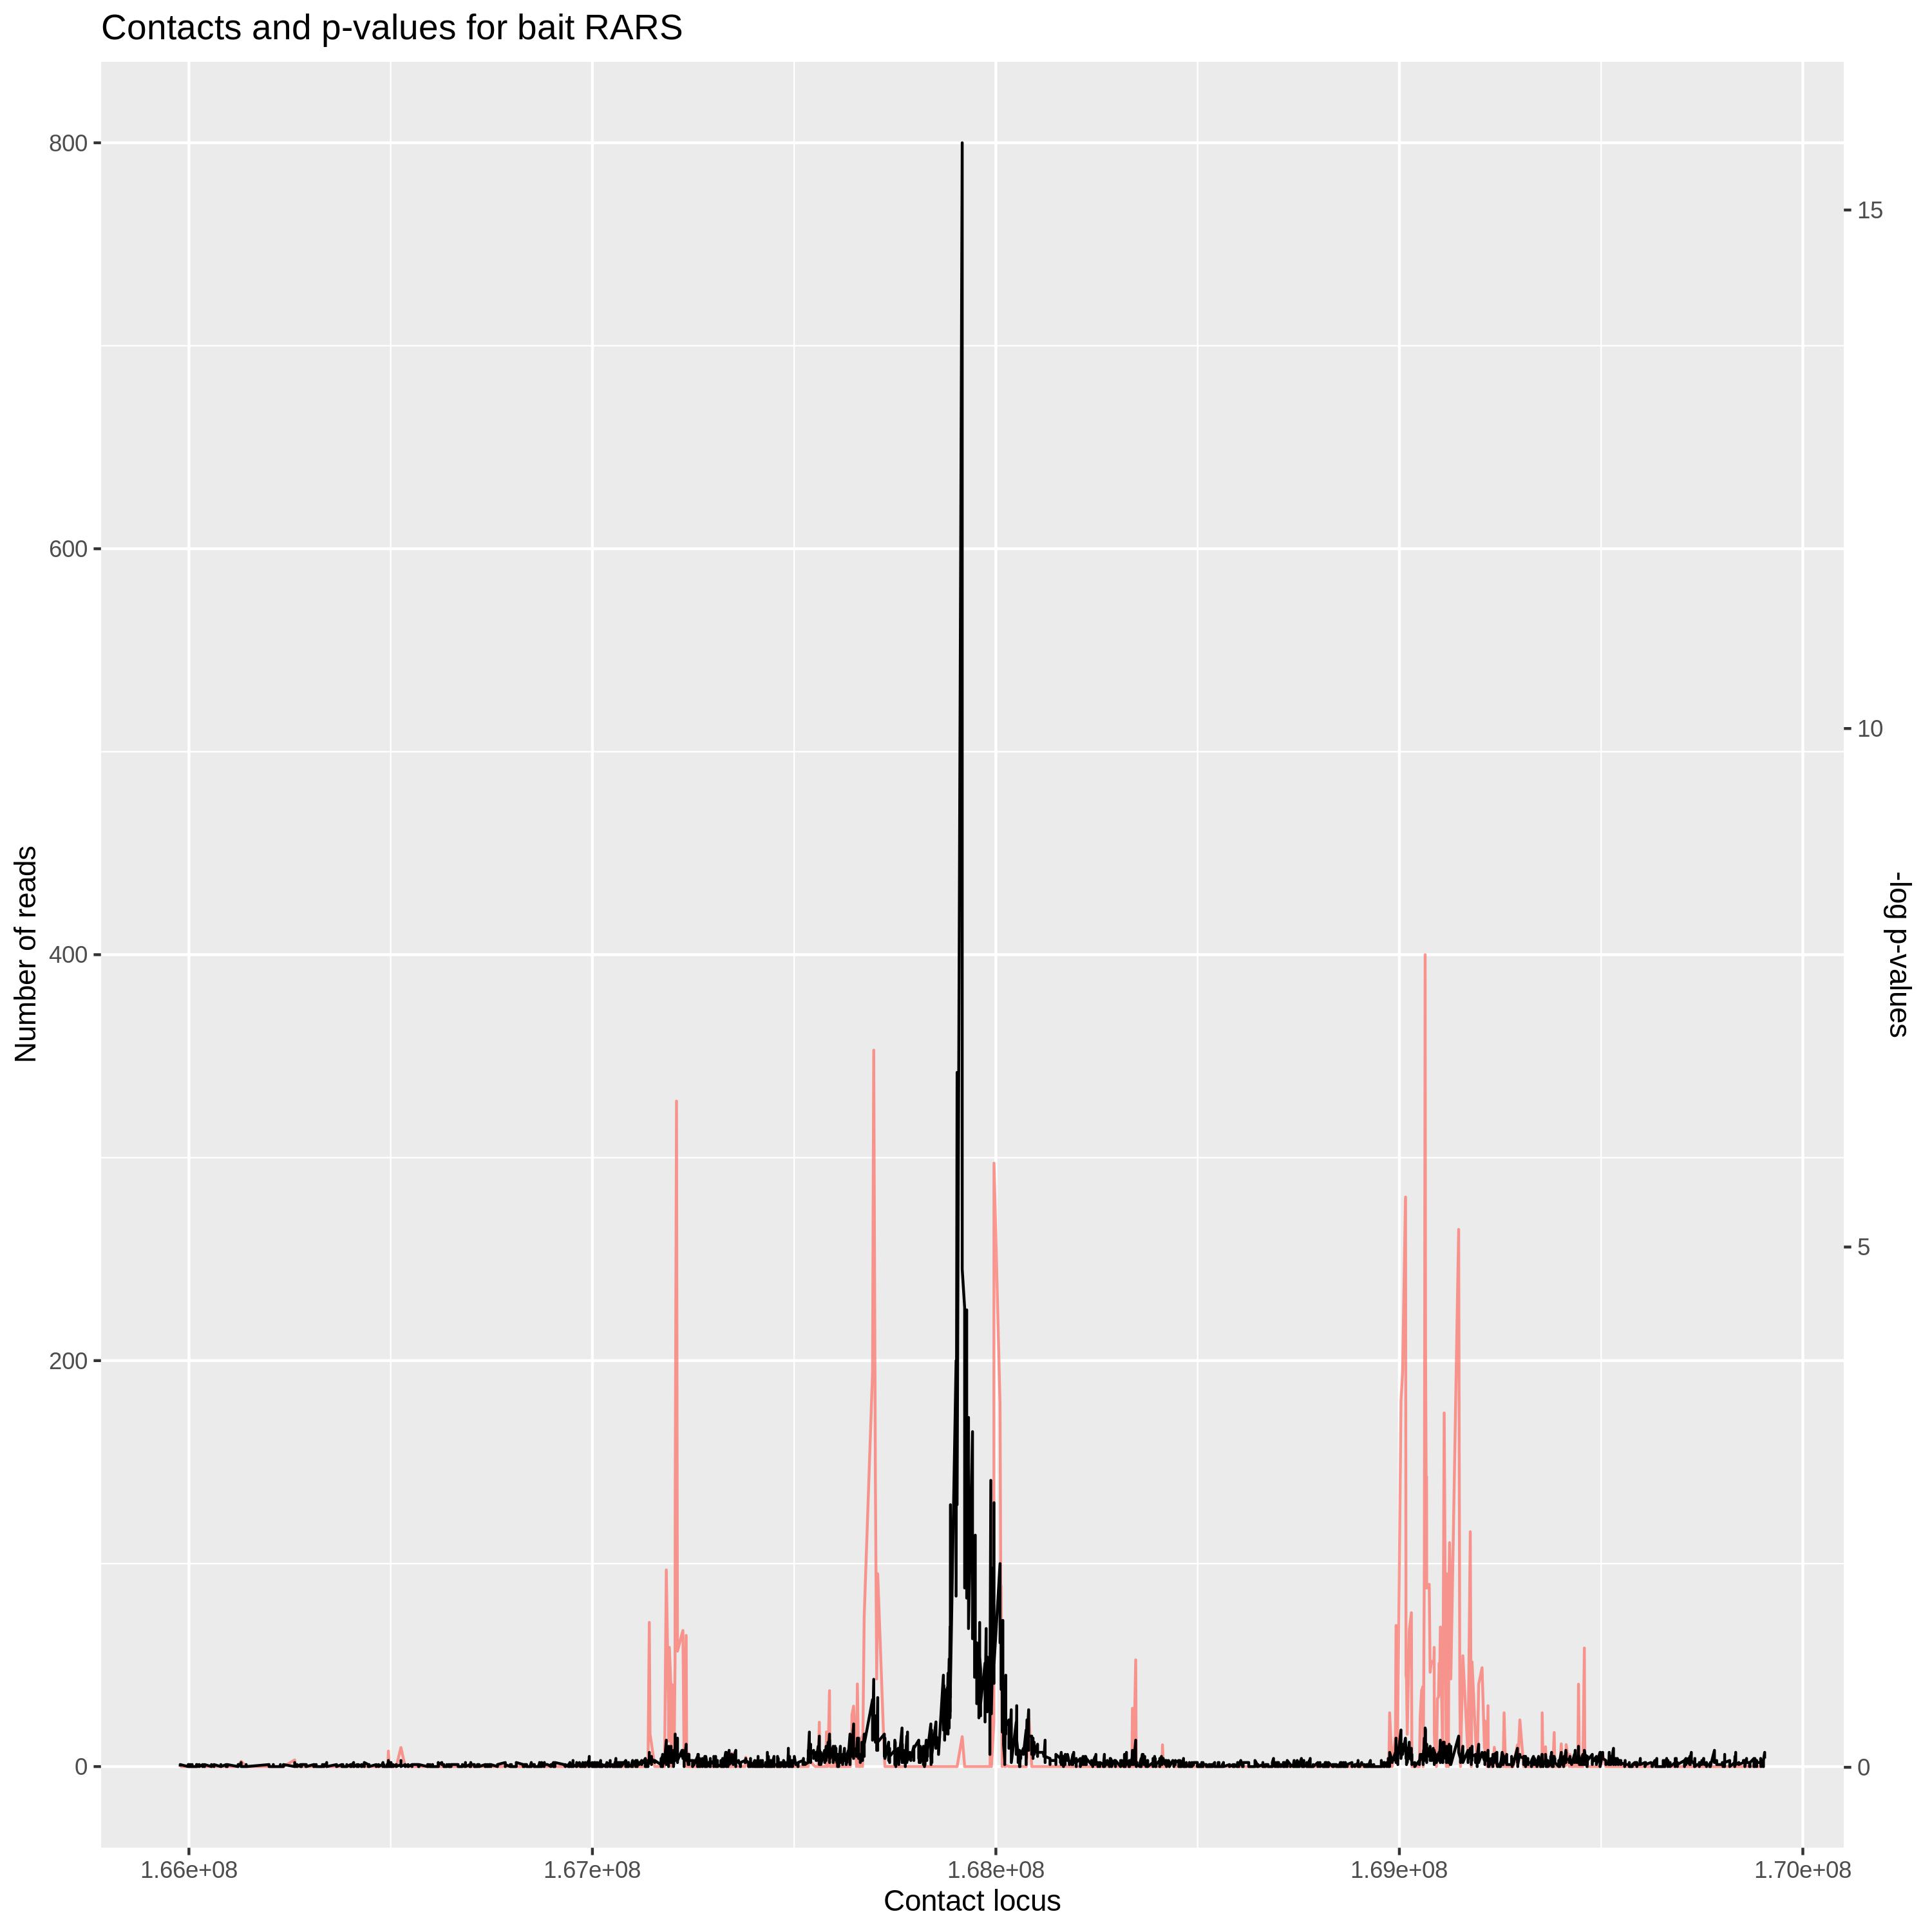 Contacts and p-values for bait RARS
800
600
400
200
0
Number of reads
15
10
5
0
-log p-values
1.66e+08
1.67e+08
1.68e+08
1.69e+08
1.70e+08
Contact locus